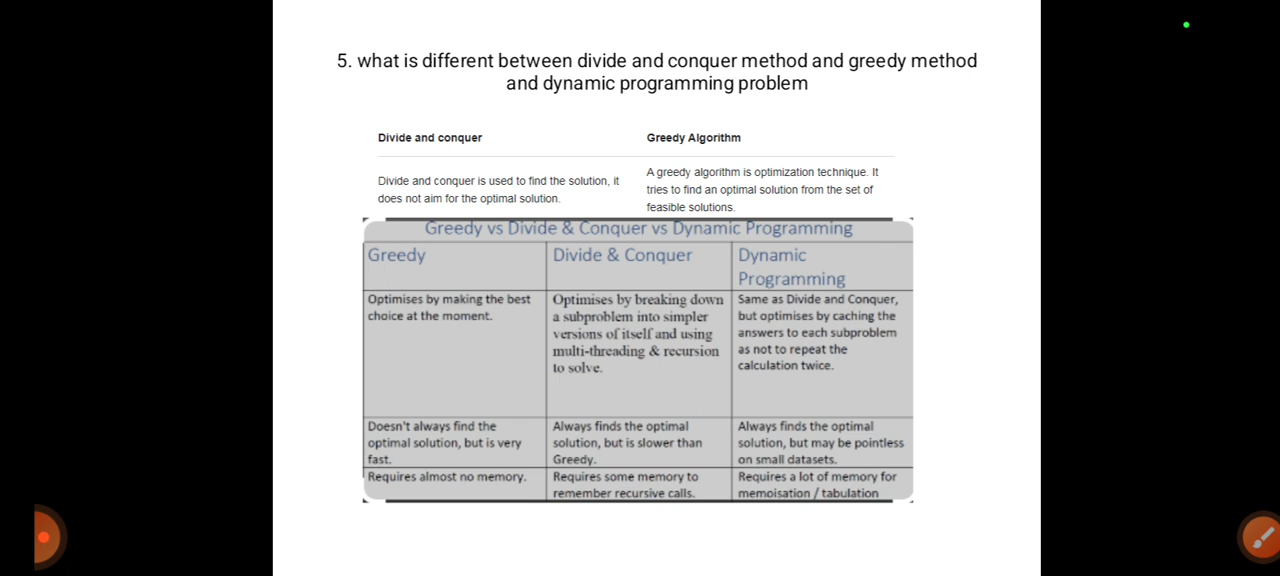 5. what is different between divide and conquer method and greedy method
and dynamic programming problem
Divide and conquer
Greedy Algorithm
Divide and conquer is used to find the solution, it
does not aim for the optimal solution.
A greedy algorithm is optimization technique. It
tries to find an optimal solution from the set of
feasible solutions.
Greedy vs Divide & Conquer vs Dynamic Programming
Greedy
Divide & Conquer
Dynamic
Programming
Optimises by making the best
choice at the moment.
Optimises by breaking down
a subproblem into simpler
versions of itself and using
multi-threading & recursion
to solve.
Same as Divide and Conquer,
but optimises by caching the
answers to each subproblem
as not to repeat the
calculation twice.
Doesn't always find the
optimal solution, but is very
fast.
Always finds the optimal
solution, but is slower than
Greedy.
Always finds the optimal
solution, but may be pointless
on small datasets.
Requires almost no memory.
Requires some memory to
remember recursive calls.
Requires a lot of memory for
memoisation / tabulation